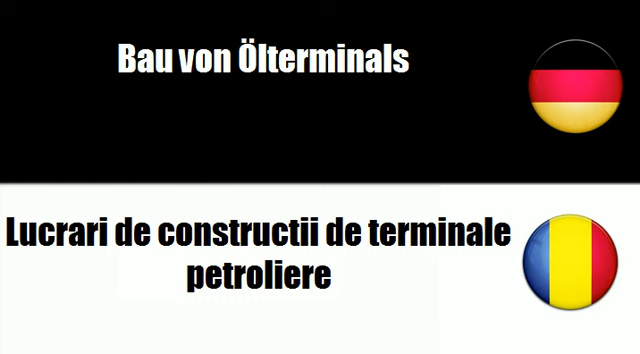 Bau von Ölterminals
Lucrari de constructii de terminale
petroliere